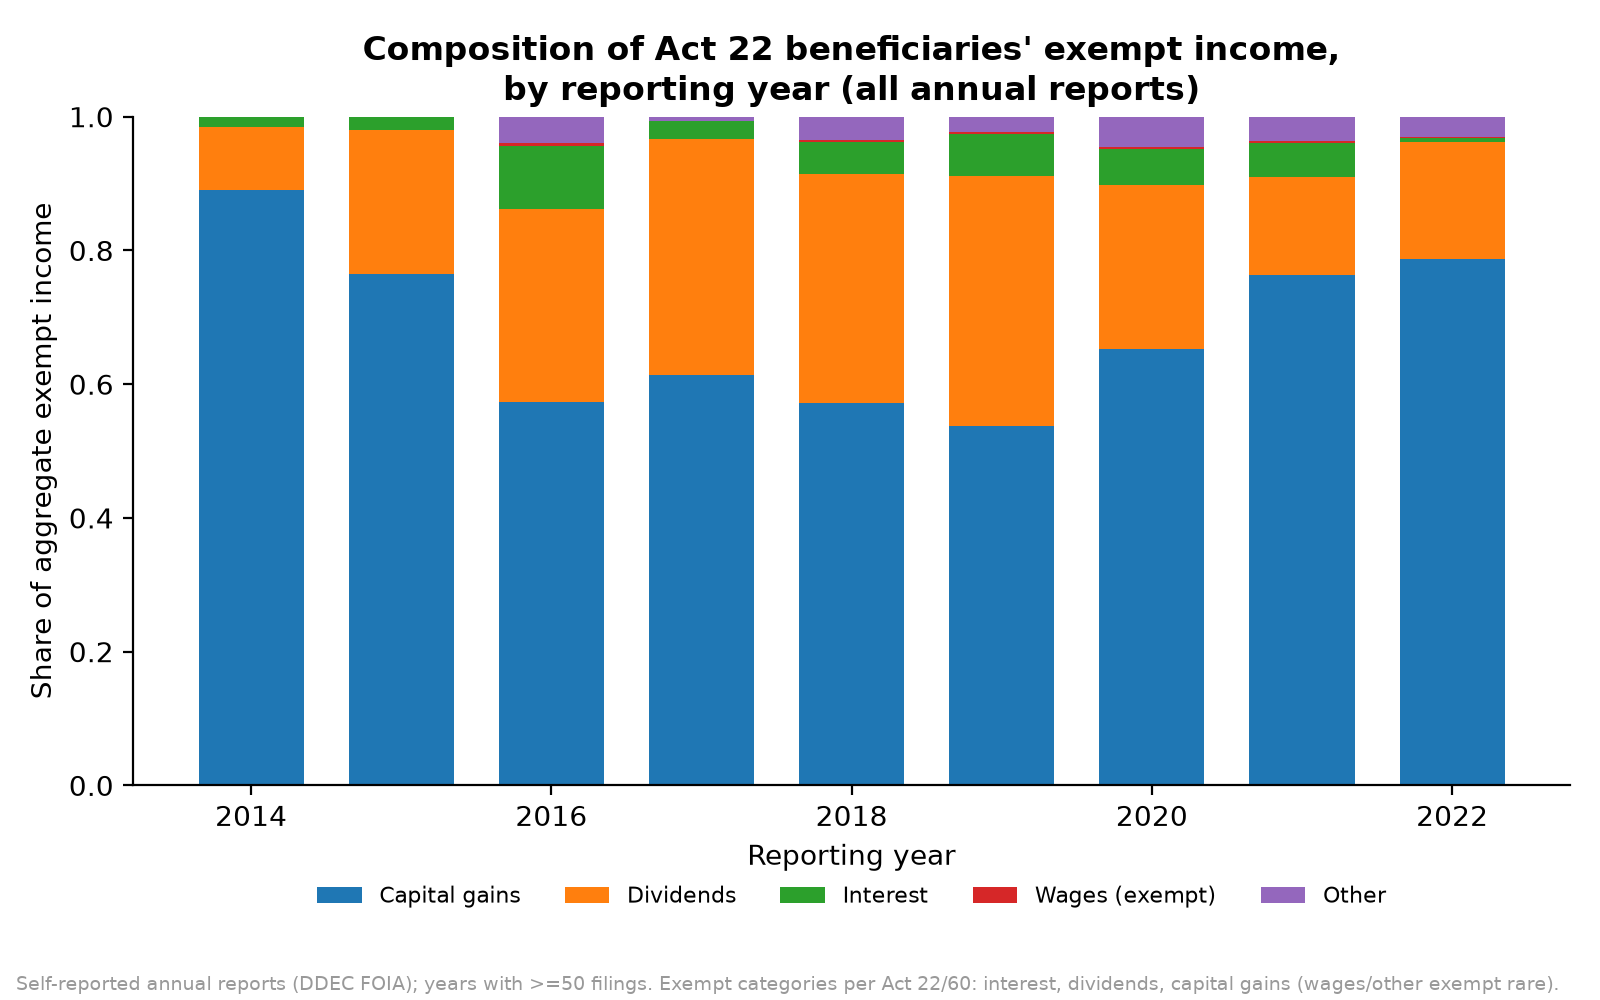 Composition of Act 22 beneficiaries' exempt income,
by reporting year (all annual reports)
Share of aggregate exempt income
1.0
0.8
0.6
0.4
0.2
0.0
2014
2016
2018
2020
2022
Reporting year
Capital gains
Dividends
Interest
Wages (exempt)
Other
Self-reported annual reports (DDEC FOIA); years with >=50 filings. Exempt categories per Act 22/60: interest, dividends, capital gains (wages/other exempt rare).